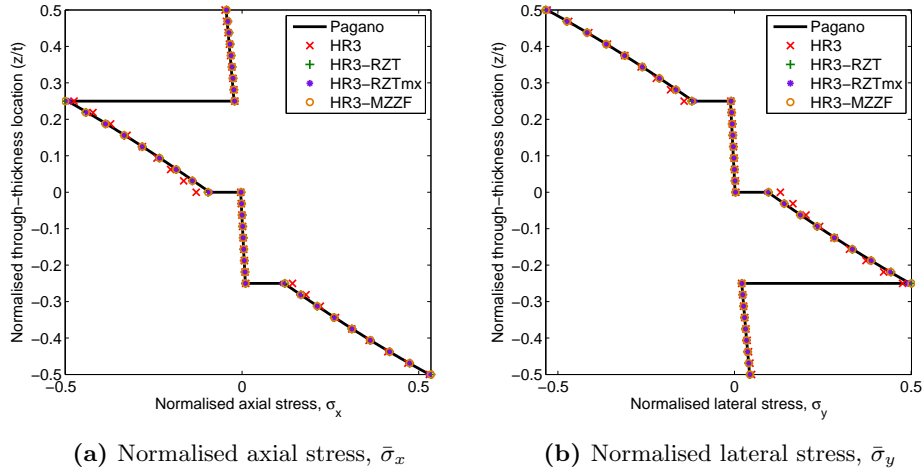 Normalised through-thickness location (z/t)
0.5
0.4
0.3
0.2
0.1
0
−0.1
−0.2
−0.3
−0.4
−0.5
Pagano
HR3
HR3−RZT
HR3−RZTmx
HR3−MZZF
−0.5 0 0.5
Normalised axial stress, σx
(a) Normalised axial stress, σ̄x
Normalised through-thickness location (z/t)
0.5
0.4
0.3
0.2
0.1
0
−0.1
−0.2
−0.3
−0.4
−0.5
Pagano
HR3
HR3−RZT
HR3−RZTmx
HR3−MZZF
−0.5 0 0.5
Normalised lateral stress, σy
(b) Normalised lateral stress, σ̄y